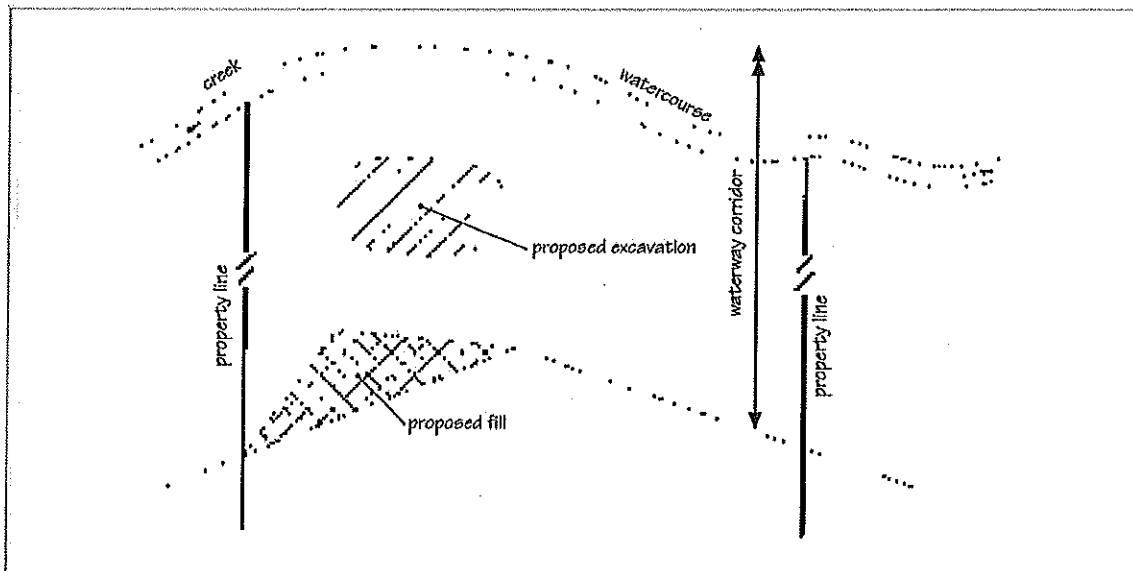 creek
watercourse
proposed excavation
waterway corridor
property line
property line
proposed fill